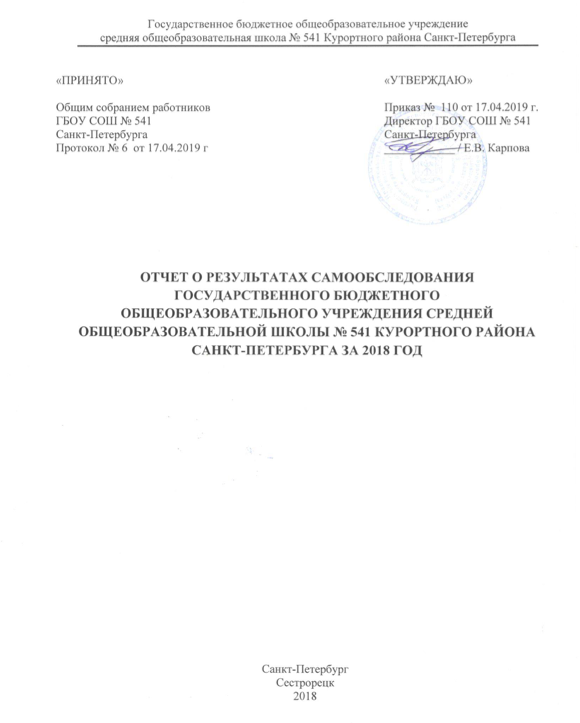 Государственное бюджетное общеобразовательное учреждение
средняя общеобразовательная школа № 541 Курортного района Санкт-Петербурга
«ПРИНЯТО»
Общим собранием работников
ГБОУ СОШ № 541
Санкт-Петербурга
Протокол № 6 от 17.04.2019 г
«УТВЕРЖДАЮ»
Приказ № 110 от 17.04.2019 г.
Директор ГБОУ СОШ № 541
Санкт-Петербурга
/ Е.В. Карпова
ОТЧЕТ О РЕЗУЛЬТАТАХ САМООБСЛЕДОВАНИЯ
ГОСУДАРСТВЕННОГО БЮДЖЕТНОГО
ОБЩЕОБРАЗОВАТЕЛЬНОГО УЧРЕЖДЕНИЯ СРЕДНЕЙ
ОБЩЕОБРАЗОВАТЕЛЬНОЙ ШКОЛЫ № 541 КУРОРТНОГО РАЙОНА
САНКТ-ПЕТЕРБУРГА ЗА 2018 ГОД
Санкт-Петербург
Сестрорецк
2018